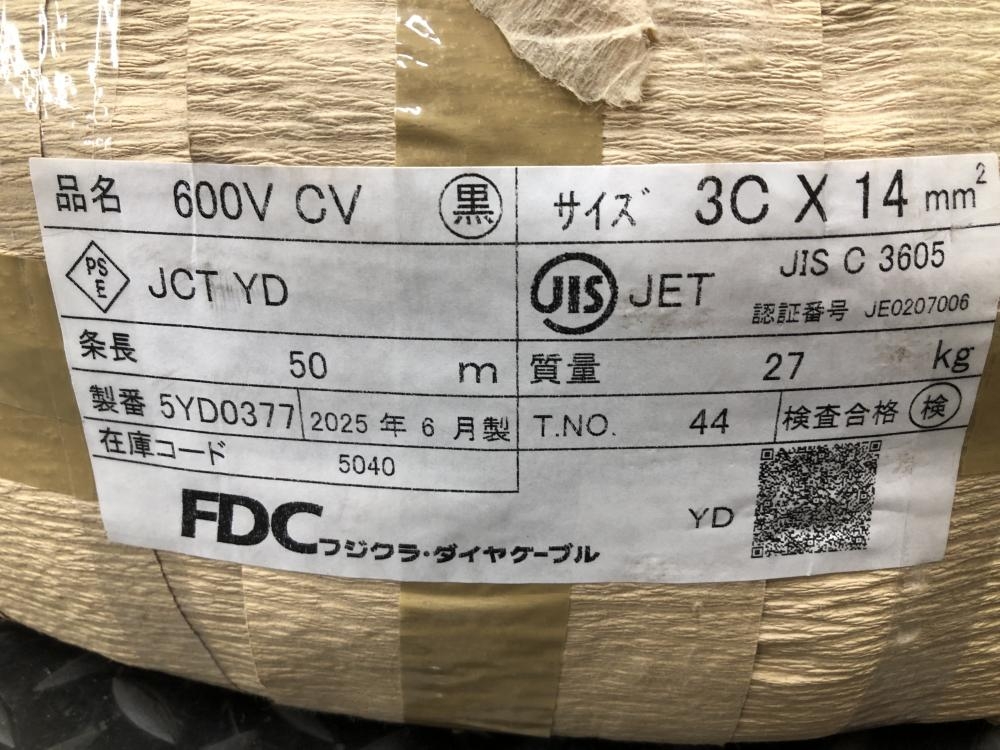 品名 600V CV 黒 サイズ 3C X 14 mm²
PSE JCT YD JIS JET JIS C 3605
認証番号 JE0207006
条長 50 m 質量 27 kg
製番 5YD0377 2025 年 6 月製 T.NO. 44 検査合格 検
在庫コード 5040
YD
FDC フジクラ・ダイヤケーブル